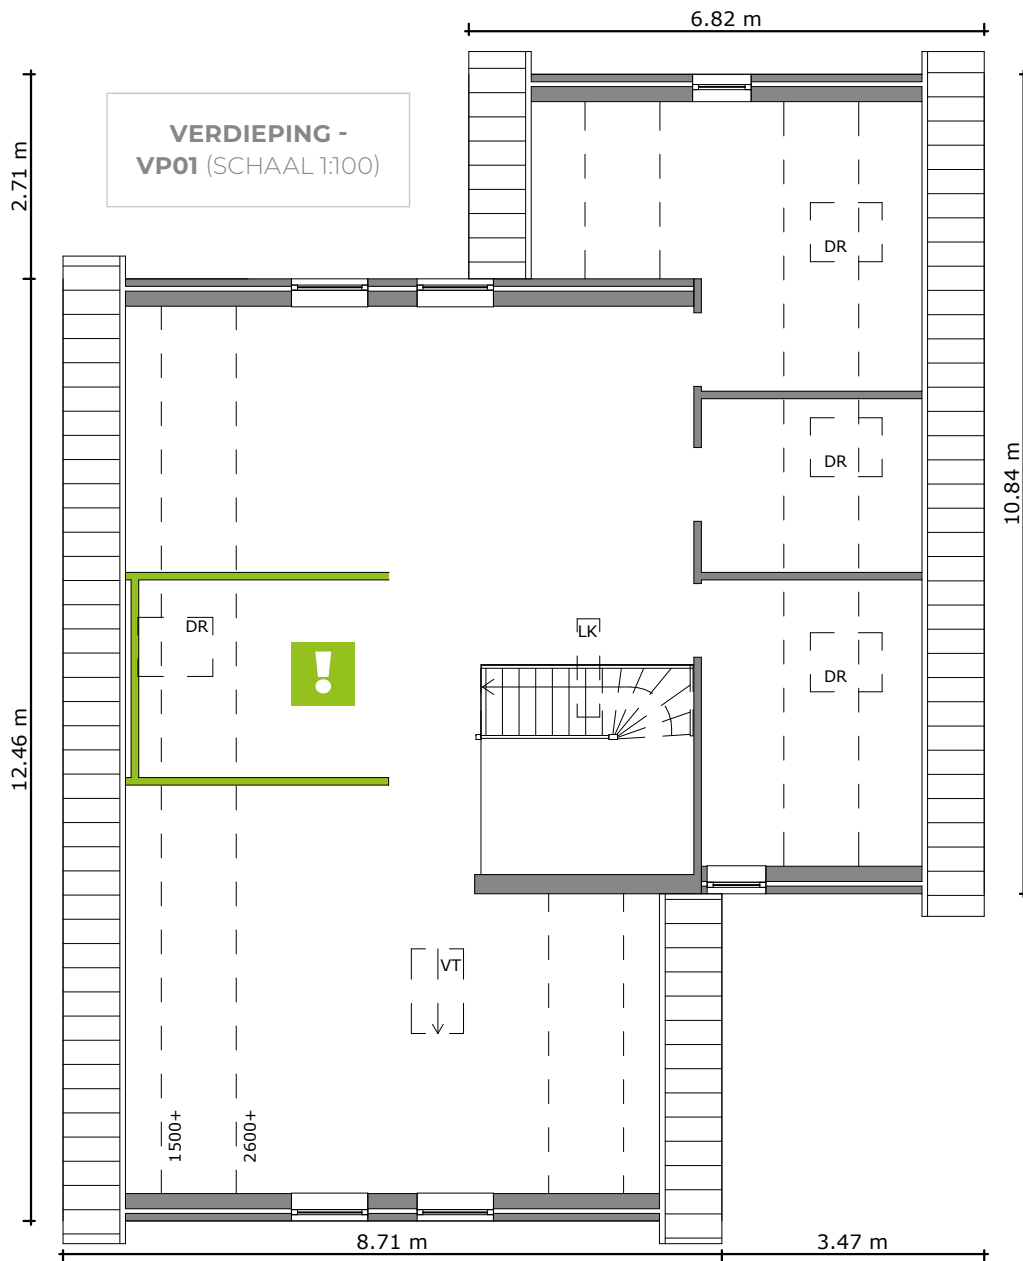 6.82 m
VERDIEPING -
VP01 (SCHAAL 1:100)
2.71 m
DR
DR
10.84 m
DR
LK
!
DR
12.46 m
VT
1500+
2600+
8.71 m
3.47 m